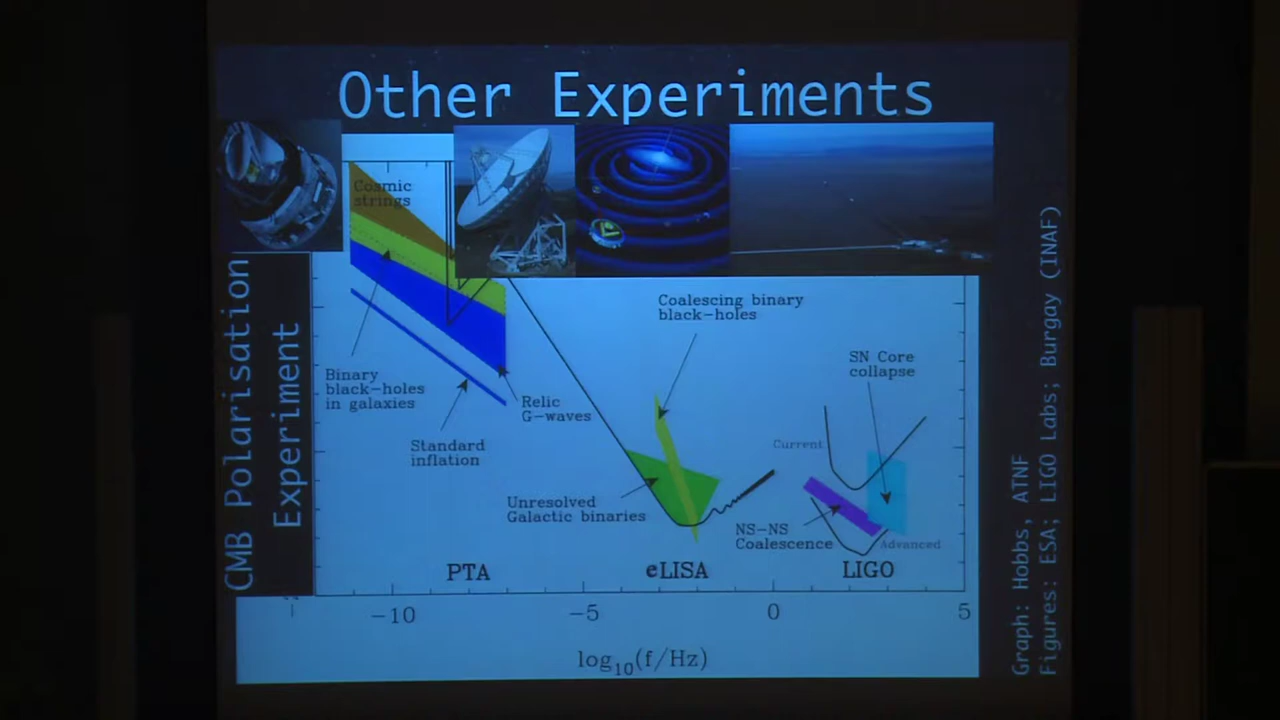 Other Experiments
Cosmic
strings
Coalescing binary
black-holes
SN Core
collapse
Binary
black-holes
in galaxies
Relic
G-waves
Standard
inflation
Current
Unresolved
Galactic binaries
NS-NS
Coalescence
Advanced
PTA
eLISA
LIGO
-10
-5
0
5
log10(f/Hz)
CMB Polarisation
Experiment
Graph: Hobbs, ATNF
Figures: ESA; LIGO Labs; Burgay (INAF)